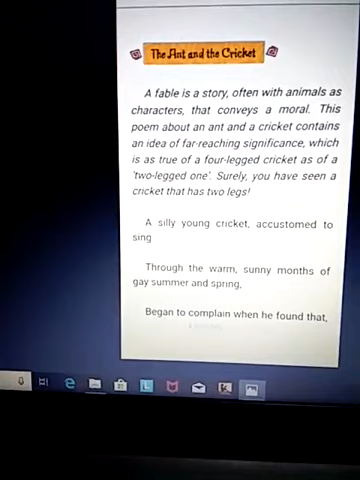 The Ant and the Cricket
A fable is a story, often with animals as
characters, that conveys a moral. This
poem about an ant and a cricket contains
an idea of far-reaching significance, which
is as true of a four-legged cricket as of a
'two-legged one'. Surely, you have seen a
cricket that has two legs!
A silly young cricket, accustomed to
sing
Through the warm, sunny months of
gay summer and spring,
Began to complain when he found that,